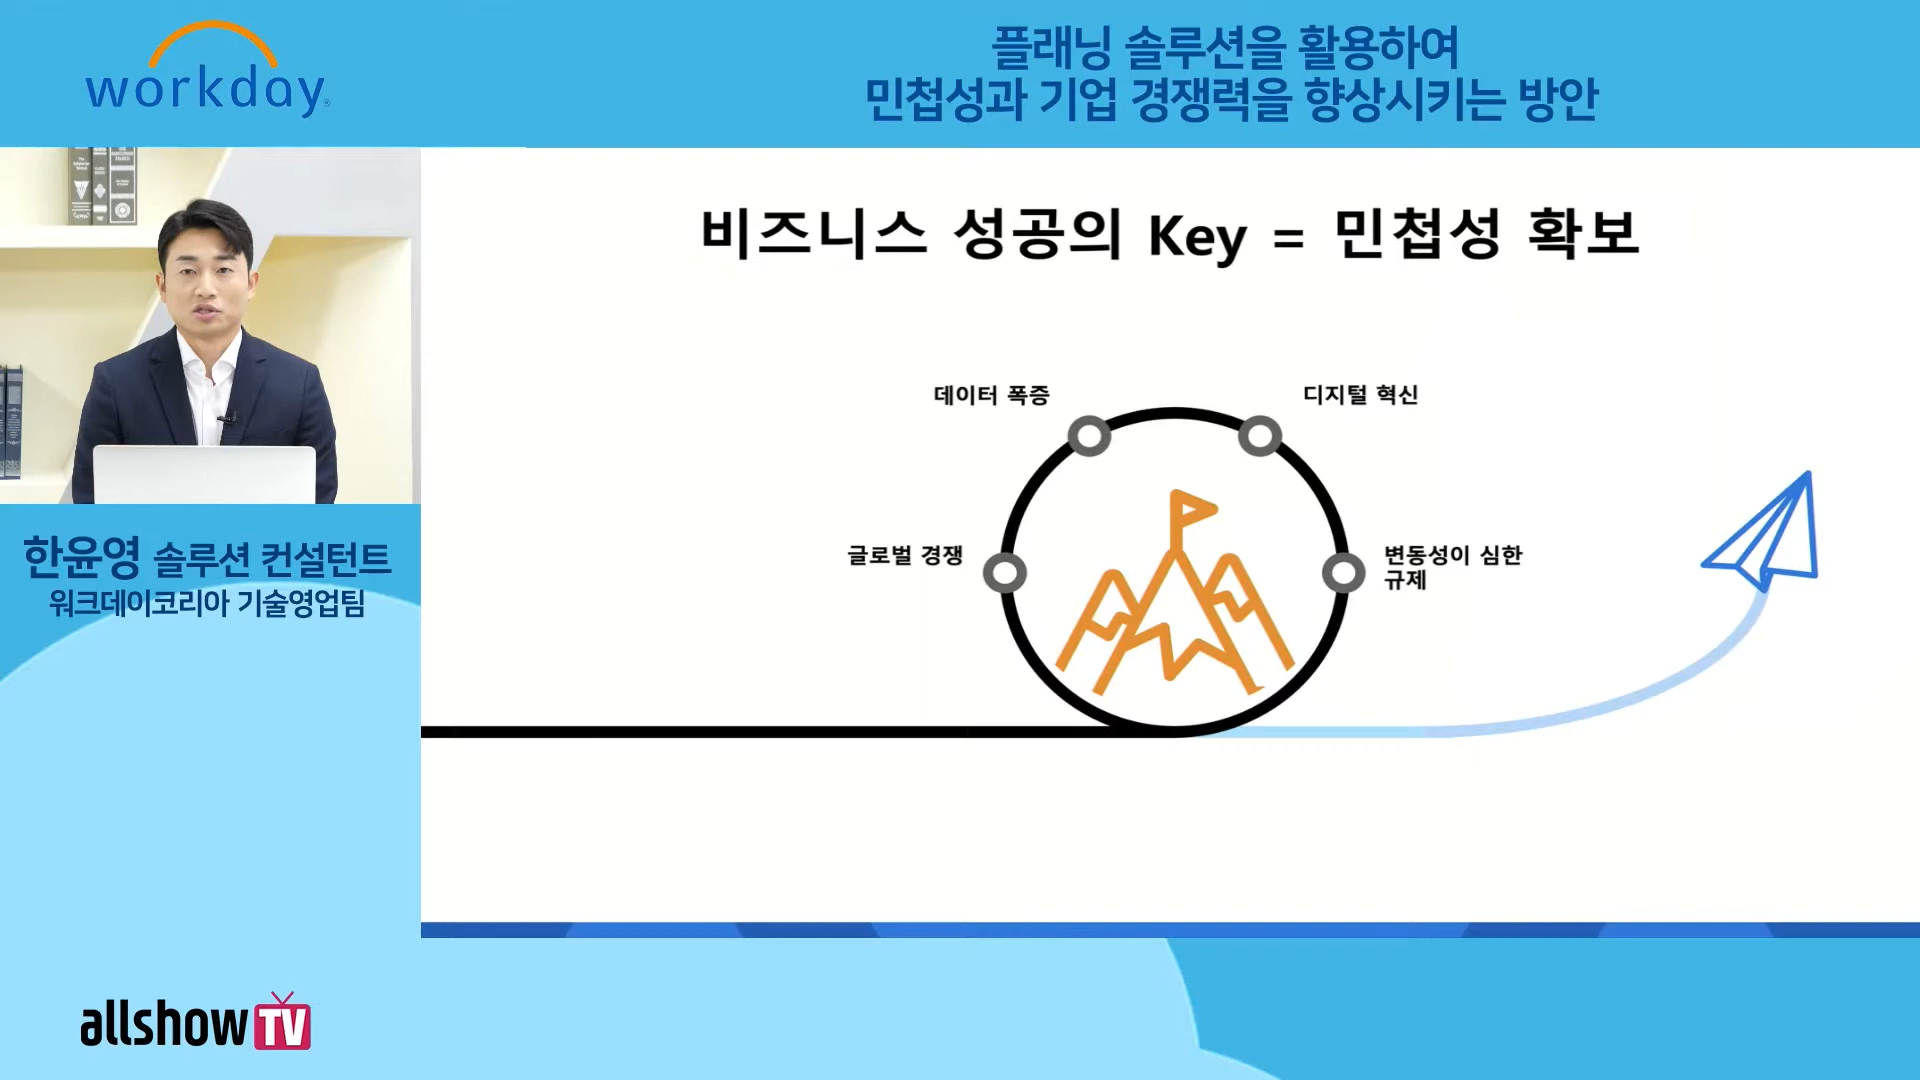 workday
플래닝 솔루션을 활용하여
민첩성과 기업 경쟁력을 향상시키는 방안
비즈니스 성공의 Key = 민첩성 확보
데이터 폭증
디지털 혁신
글로벌 경쟁
변동성이 심한
규제
한윤영 솔루션 컨설턴트
워크데이코리아 기술영업팀
allshow TV